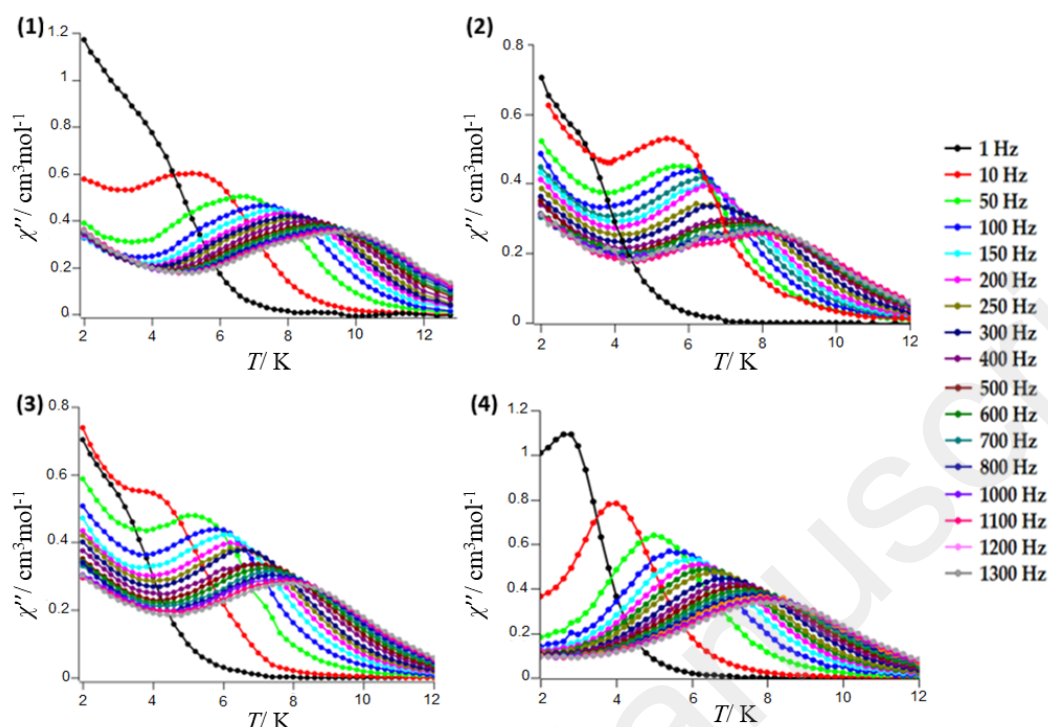 (1)
1.2
1
0.8
0.6
0.4
0.2
0
2 4 6 8 10 12
χ''/ cm³mol⁻¹
T/ K
(2)
0.8
0.6
0.4
0.2
0
2 4 6 8 10 12
χ''/ cm³mol⁻¹
T/ K
(3)
0.8
0.6
0.4
0.2
0
2 4 6 8 10 12
χ''/ cm³mol⁻¹
T/ K
(4)
1.2
1
0.8
0.6
0.4
0.2
0
2 4 6 8 10 12
χ''/ cm³mol⁻¹
T/ K
1 Hz
10 Hz
50 Hz
100 Hz
150 Hz
200 Hz
250 Hz
300 Hz
400 Hz
500 Hz
600 Hz
700 Hz
800 Hz
1000 Hz
1100 Hz
1200 Hz
1300 Hz